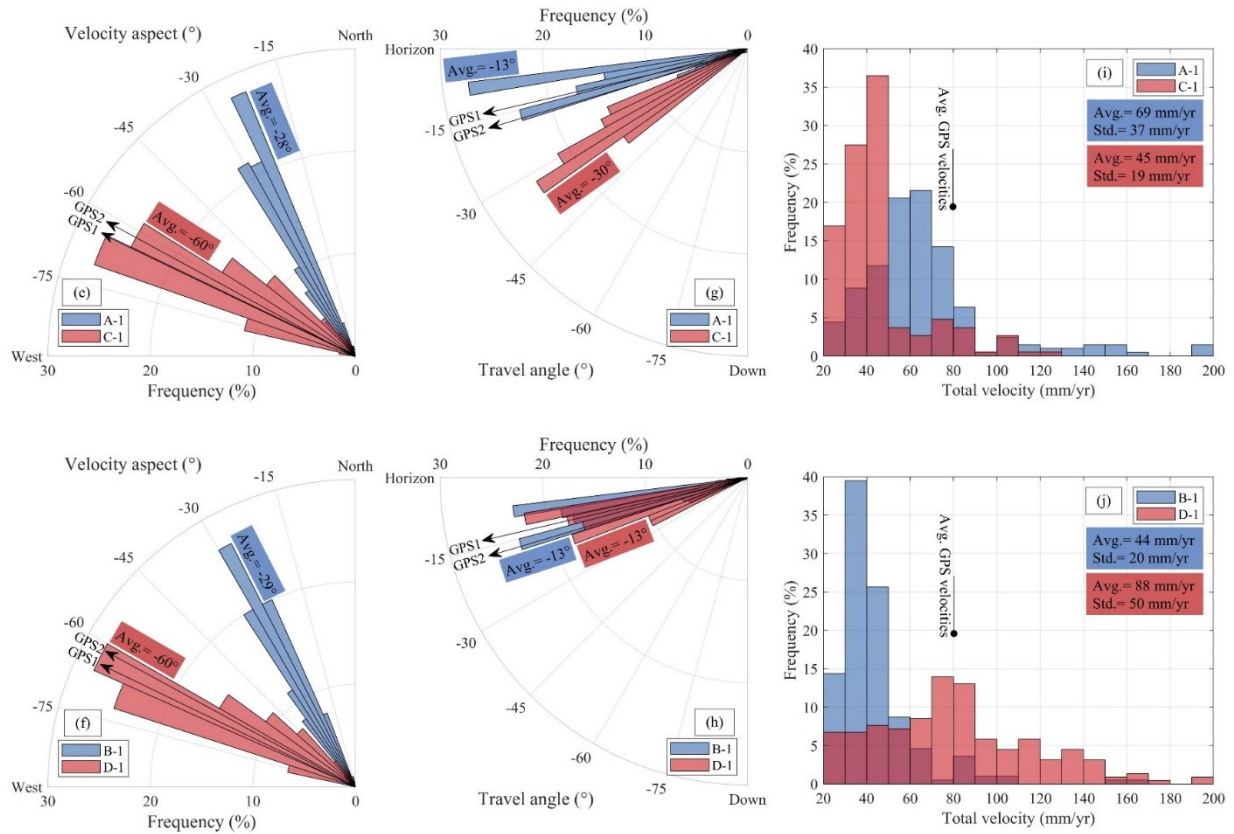 Velocity aspect (°)
North
-15
-30
-45
-60
-75
West
Avg.= -28°
Avg.= -60°
GPS2
GPS1
(e)
A-1
C-1
30
20
10
0
Frequency (%)
Frequency (%)
30
20
10
0
Horizon
Avg.= -13°
GPS1
GPS2
-15
Avg.= -30°
-30
-45
-60
-75
Down
(g)
A-1
C-1
Travel angle (°)
40
35
30
25
20
15
10
5
0
Frequency (%)
Avg. GPS velocities
(i)
A-1
C-1
Avg.= 69 mm/yr
Std.= 37 mm/yr
Avg.= 45 mm/yr
Std.= 19 mm/yr
20 40 60 80 100 120 140 160 180 200
Total velocity (mm/yr)
Velocity aspect (°)
North
-15
-30
-45
-60
-75
West
Avg.= -29°
Avg.= -60°
GPS2
GPS1
(f)
B-1
D-1
30
20
10
0
Frequency (%)
Frequency (%)
30
20
10
0
Horizon
GPS1
GPS2
-15
Avg.= -13°
Avg.= -13°
-30
-45
-60
-75
Down
(h)
B-1
D-1
Travel angle (°)
40
35
30
25
20
15
10
5
0
Frequency (%)
Avg. GPS velocities
(j)
B-1
D-1
Avg.= 44 mm/yr
Std.= 20 mm/yr
Avg.= 88 mm/yr
Std.= 50 mm/yr
20 40 60 80 100 120 140 160 180 200
Total velocity (mm/yr)